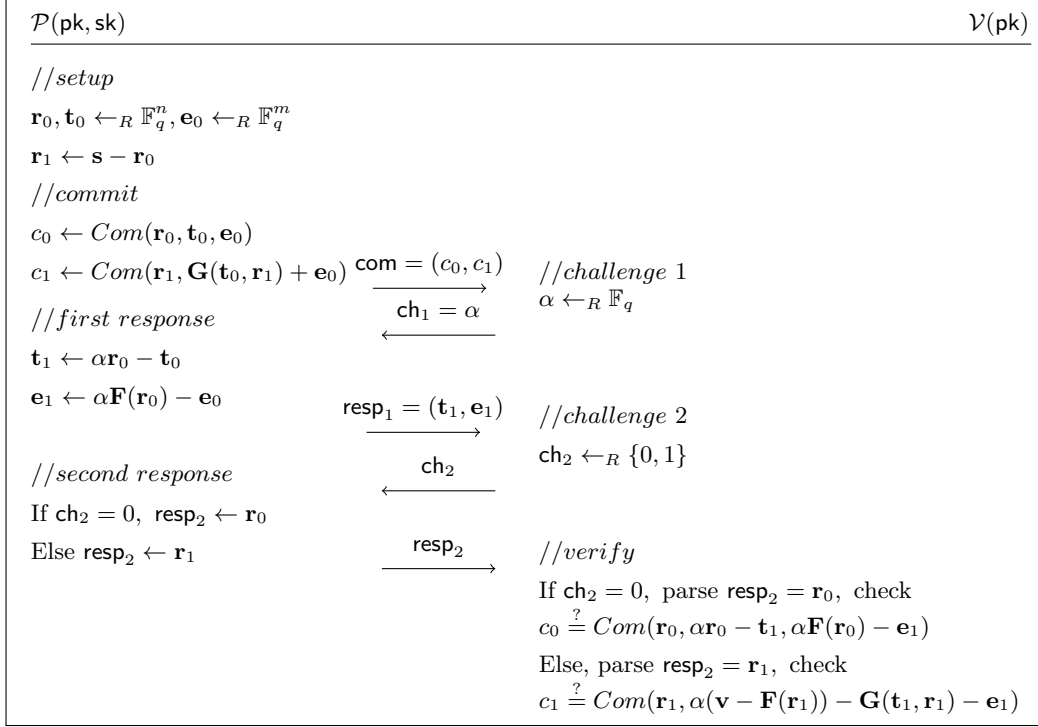 𝒫(pk, sk) 𝒱(pk)
//setup
r₀, t₀ ←_R 𝔽_q^n, e₀ ←_R 𝔽_q^m
r₁ ← s − r₀
//commit
c₀ ← Com(r₀, t₀, e₀)
c₁ ← Com(r₁, G(t₀, r₁) + e₀) com = (c₀, c₁) //challenge 1
ch₁ = α α ←_R 𝔽_q
//first response
t₁ ← αr₀ − t₀
e₁ ← αF(r₀) − e₀
resp₁ = (t₁, e₁) //challenge 2
ch₂ ←_R {0, 1}
//second response ch₂
If ch₂ = 0, resp₂ ← r₀
Else resp₂ ← r₁ resp₂ //verify
If ch₂ = 0, parse resp₂ = r₀, check
c₀ ≟ Com(r₀, αr₀ − t₁, αF(r₀) − e₁)
Else, parse resp₂ = r₁, check
c₁ ≟ Com(r₁, α(v − F(r₁)) − G(t₁, r₁) − e₁)